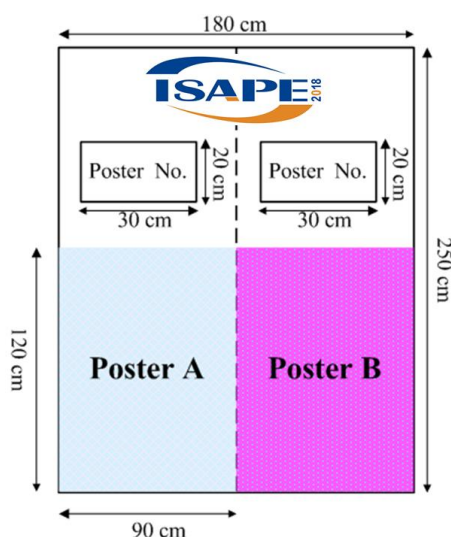 180 cm
ISAPE 2018
Poster No.
20 cm
30 cm
Poster No.
20 cm
30 cm
250 cm
120 cm
Poster A
Poster B
90 cm